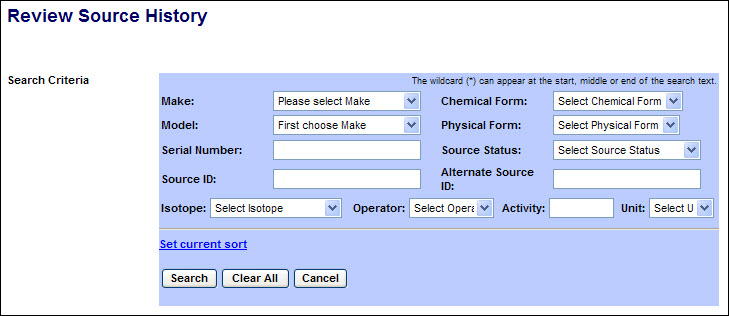 Review Source History
Search Criteria
The wildcard (*) can appear at the start, middle or end of the search text.
Make: Please select Make Chemical Form: Select Chemical Form
Model: First choose Make Physical Form: Select Physical Form
Serial Number: Source Status: Select Source Status
Source ID: Alternate Source
ID:
Isotope: Select Isotope Operator: Select Opera Activity: Unit: Select U
Set current sort
Search Clear All Cancel